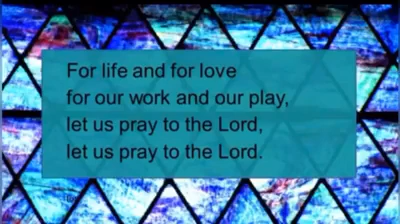 For life and for love
for our work and our play,
let us pray to the Lord,
let us pray to the Lord.